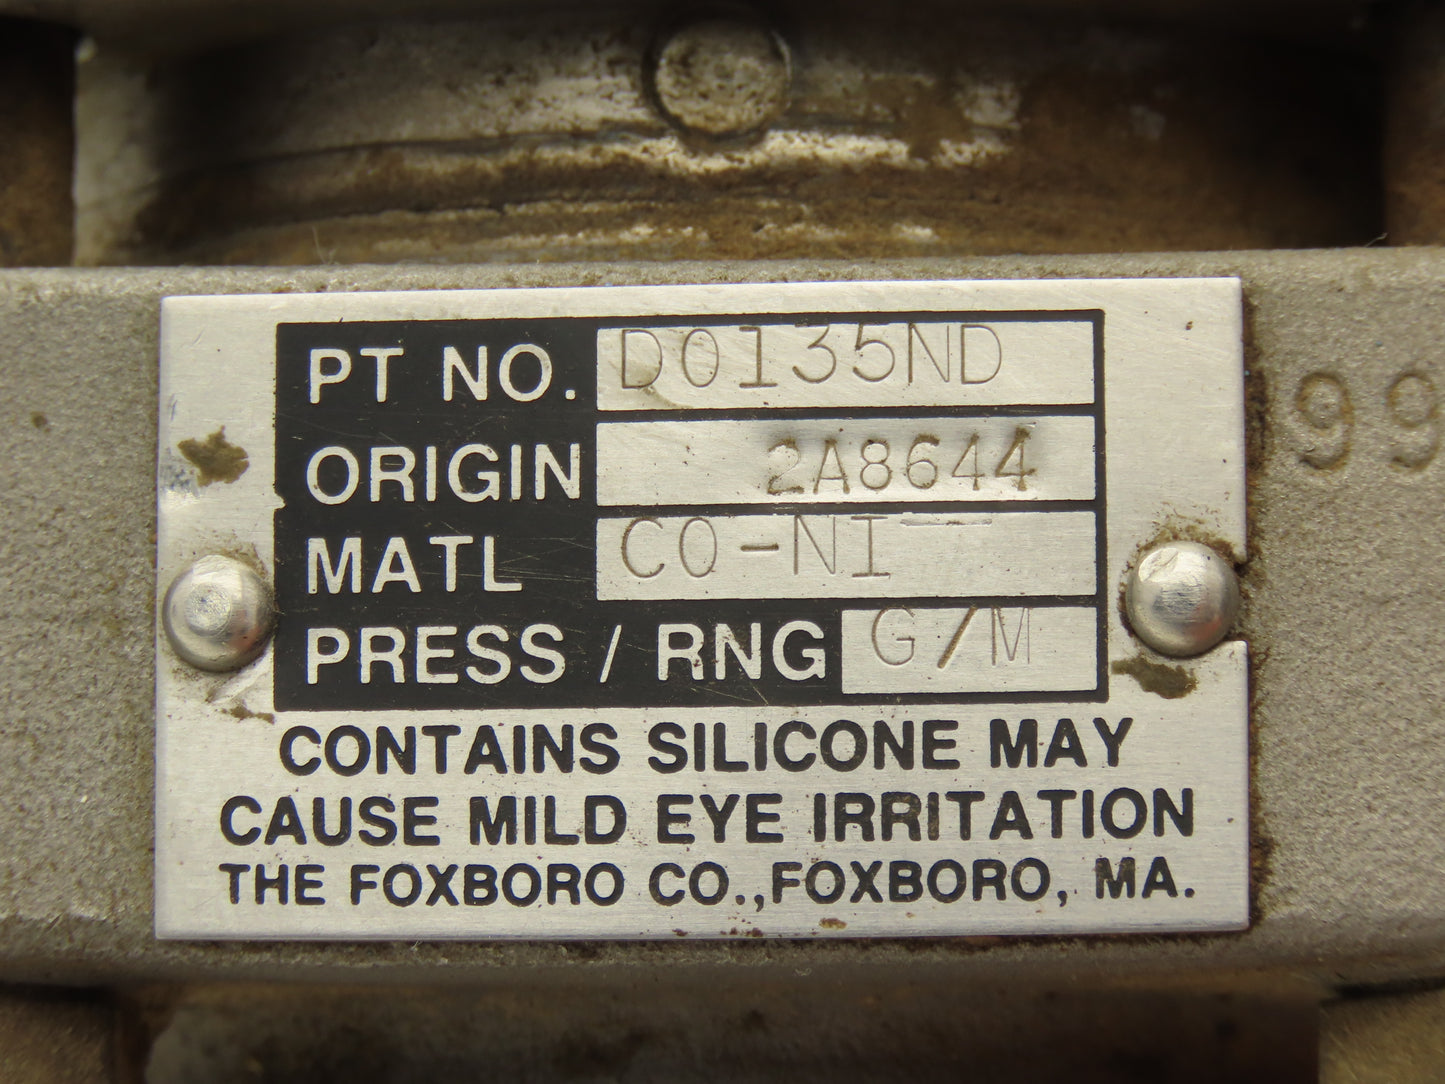 PT NO. D0135ND
99
ORIGIN 2A8644
MATL CO-NI
PRESS / RNG G/M
CONTAINS SILICONE MAY
CAUSE MILD EYE IRRITATION
THE FOXBORO CO., FOXBORO, MA.